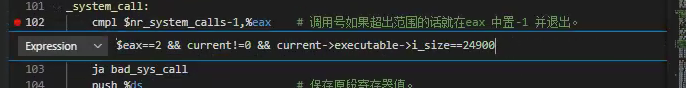 101 _system_call:
102 cmpl $nr_system_calls-1,%eax # 调用号如果超出范围的话就在eax 中置-1 并退出。
Expression $eax==2 && current!=0 && current->executable->i_size==24900
103 ja bad_sys_call
104 push %ds # 保存原段寄存器值。